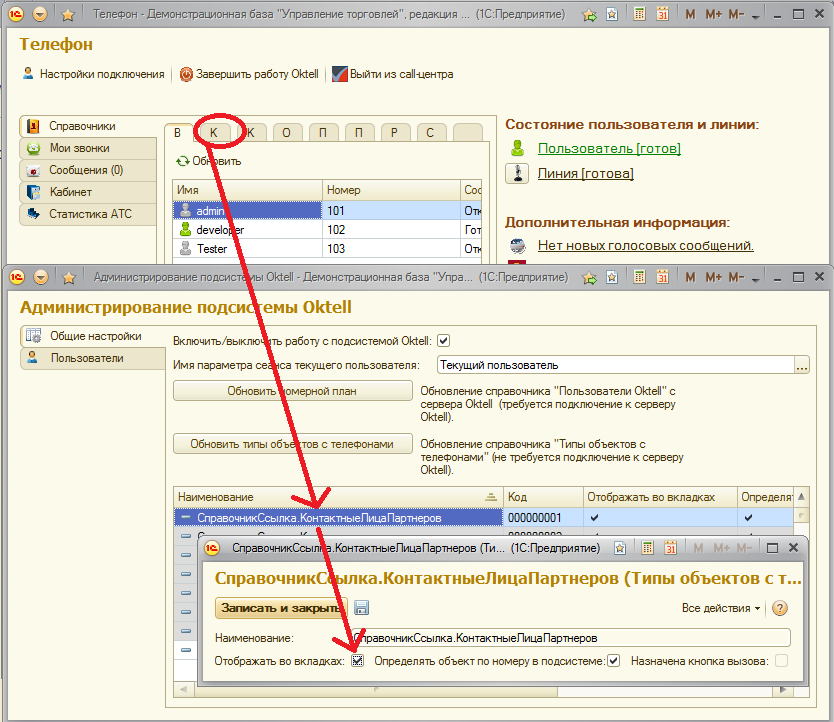 Телефон - Демонстрационная база "Управление торговлей", редакция ... (1С:Предприятие)
M M+ M-
Телефон
Настройки подключения
Завершить работу Oktell
Выйти из call-центра
Справочники
Мои звонки
Сообщения (0)
Кабинет
Статистика АТС
В К К О П П Р С
Обновить
Имя Номер Сос
admin 101 Отк
developer 102 Гот
Tester 103 Отк
Состояние пользователя и линии:
Пользователь [готов]
Линия [готова]
Дополнительная информация:
Нет новых голосовых сообщений.
Администрирование подсистемы Oktell - Демонстрационная база "Упра... (1С:Предприятие)
M M+ M-
Администрирование подсистемы Oktell
Общие настройки
Пользователи
Включить/выключить работу с подсистемой Oktell:
Имя параметра сеанса текущего пользователя: Текущий пользователь ...
Обновить номерной план
Обновление справочника "Пользователи Oktell" с
сервера Oktell (требуется подключение к серверу
Oktell).
Обновить типы объектов с телефонами
Обновление справочника "Типы объектов с
телефонами" (не требуется подключение к серверу
Oktell).
Наименование Код Отображать во вкладках Определят
СправочникСсылка.КонтактныеЛицаПартнеров 000000001
СправочникСсылка.КонтактныеЛицаПартнеров (Ти... (1С:Предприятие)
M M+ M-
СправочникСсылка.КонтактныеЛицаПартнеров (Типы объектов с т...
Записать и закрыть
Все действия
Наименование: СправочникСсылка.КонтактныеЛицаПартнеров
Отображать во вкладках: Определять объект по номеру в подсистеме: Назначена кнопка вызова: